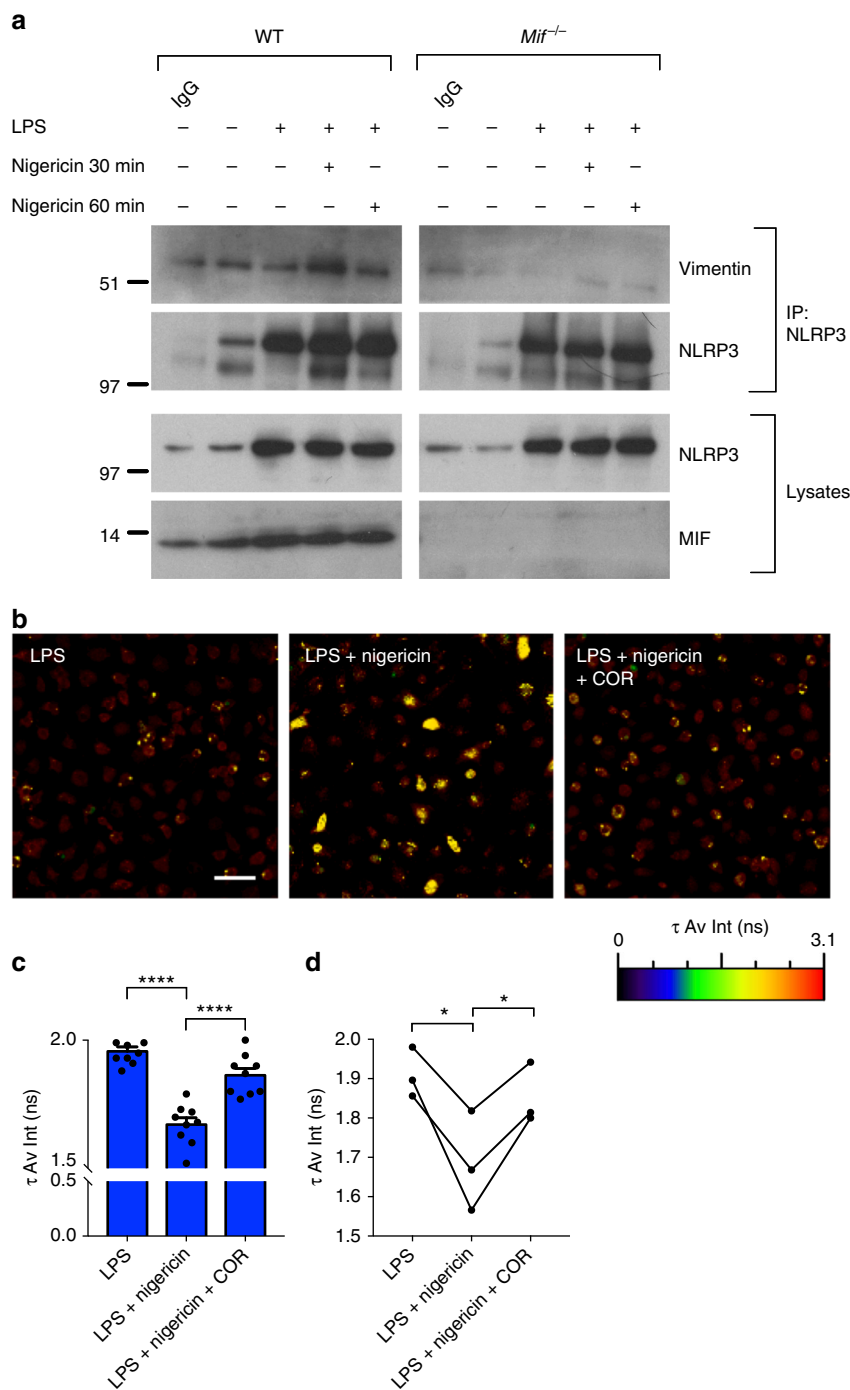 a
WT
Mif–/–
IgG
IgG
LPS – – + + + – – + + +
Nigericin 30 min – – – + – – – – + –
Nigericin 60 min – – – – + – – – – +
51
Vimentin
97
NLRP3
IP:
NLRP3
97
NLRP3
14
MIF
Lysates
b
LPS
LPS + nigericin
LPS + nigericin
+ COR
τ Av Int (ns)
0
3.1
c
****
****
2.0
1.5
0.5
0.0
τ Av Int (ns)
LPS
LPS + nigericin
LPS + nigericin + COR
d
*
*
2.0
1.9
1.8
1.7
1.6
1.5
τ Av Int (ns)
LPS
LPS + nigericin
LPS + nigericin + COR